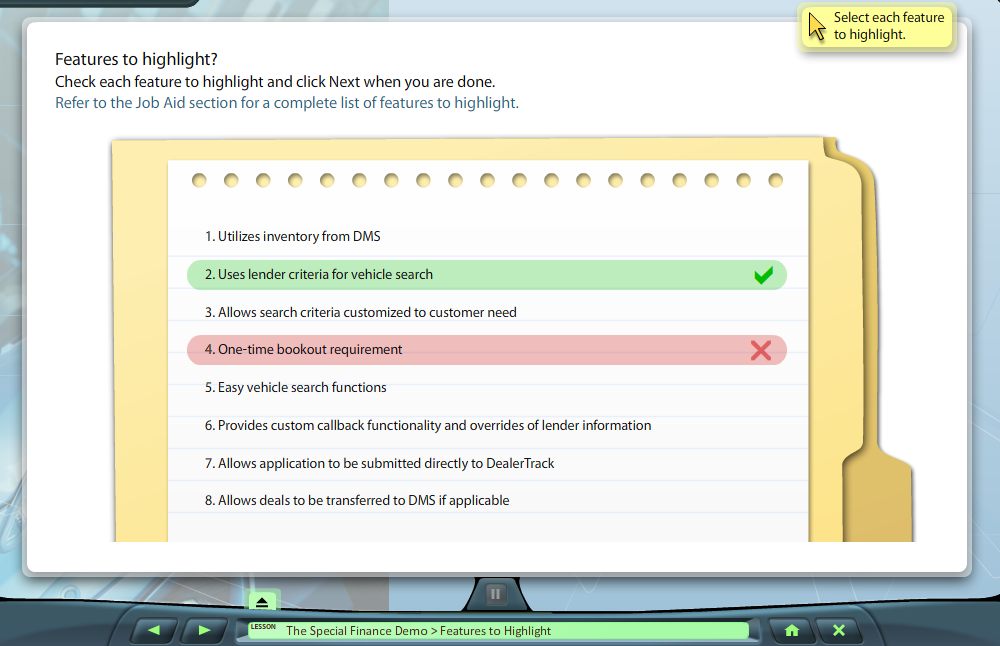 Select each feature
to highlight.
Features to highlight?
Check each feature to highlight and click Next when you are done.
Refer to the Job Aid section for a complete list of features to highlight.
1. Utilizes inventory from DMS
2. Uses lender criteria for vehicle search
3. Allows search criteria customized to customer need
4. One-time bookout requirement
5. Easy vehicle search functions
6. Provides custom callback functionality and overrides of lender information
7. Allows application to be submitted directly to DealerTrack
8. Allows deals to be transferred to DMS if applicable
LESSON The Special Finance Demo > Features to Highlight